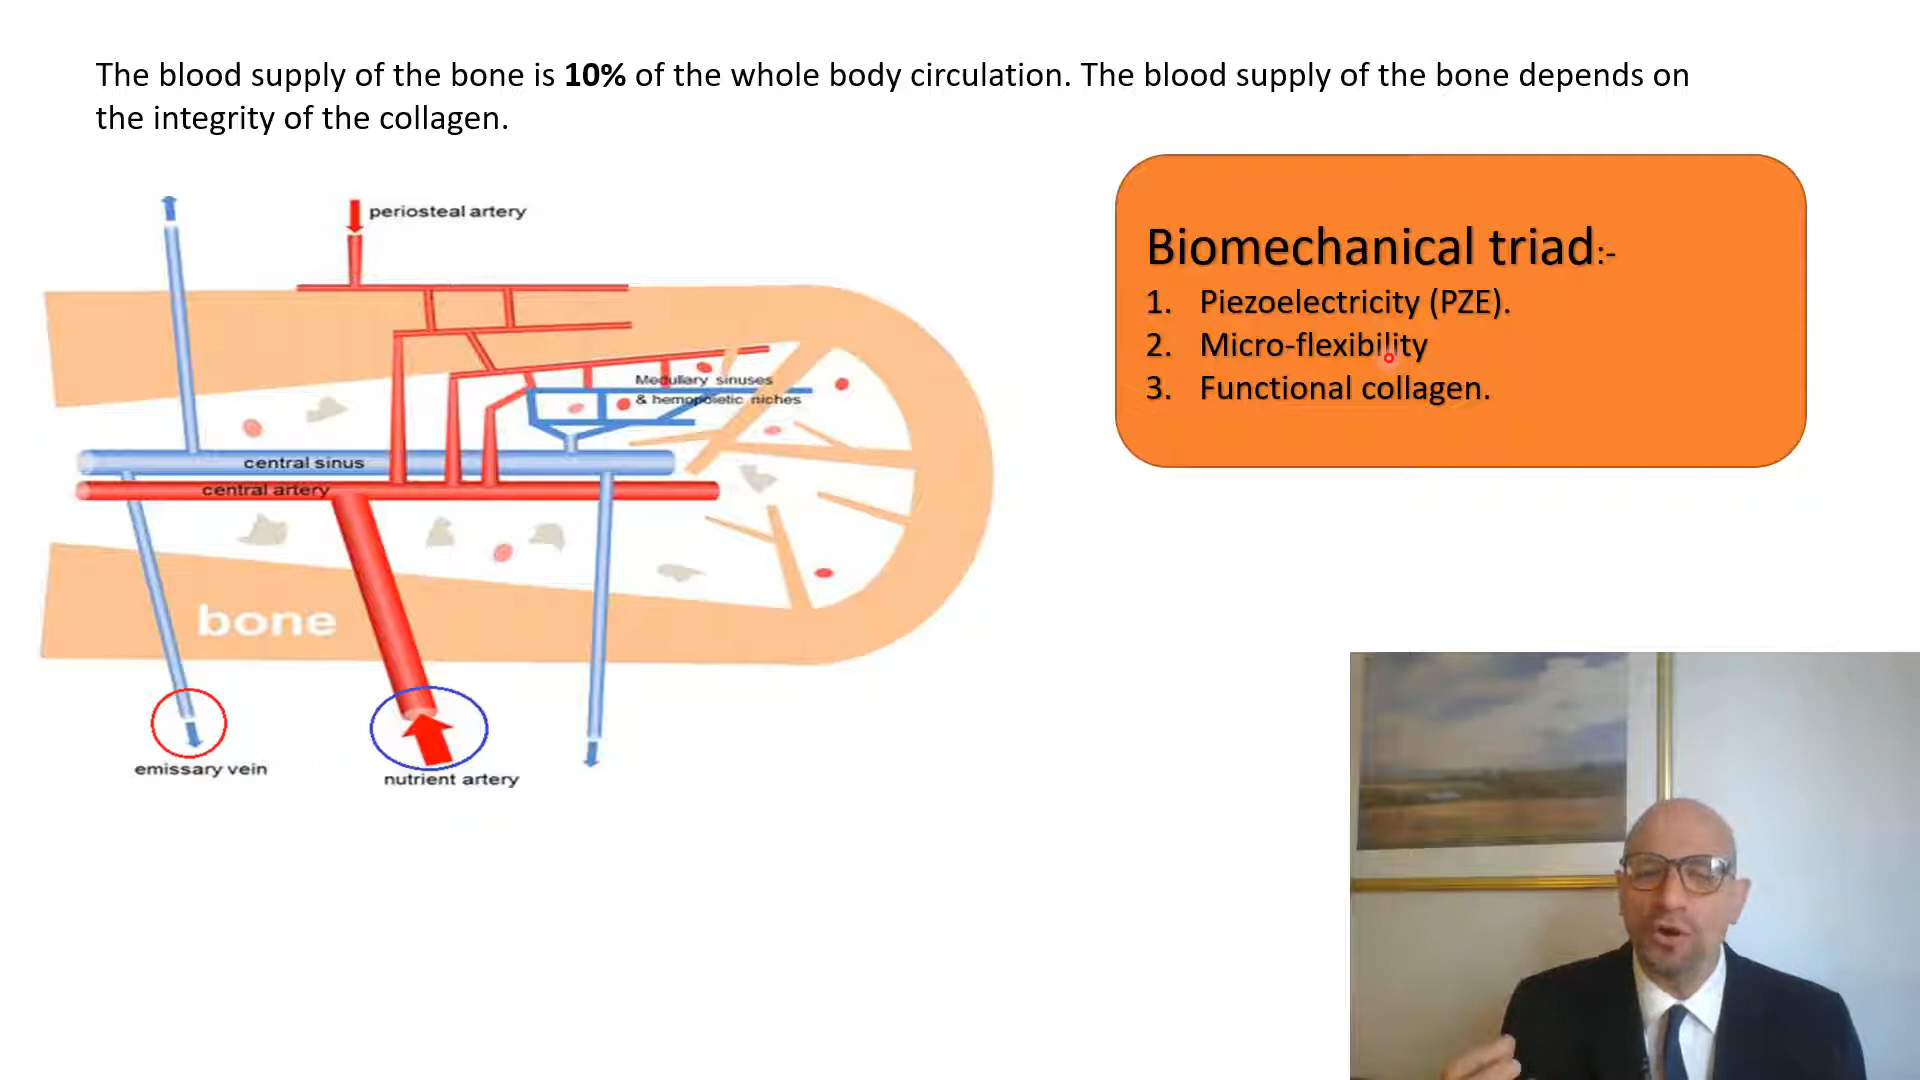 The blood supply of the bone is 10% of the whole body circulation. The blood supply of the bone depends on
the integrity of the collagen.
periosteal artery
Medullary sinuses
& hemopoietic niches
central sinus
central artery
bone
emissary vein
nutrient artery
Biomechanical triad:-
1. Piezoelectricity (PZE).
2. Micro-flexibility
3. Functional collagen.